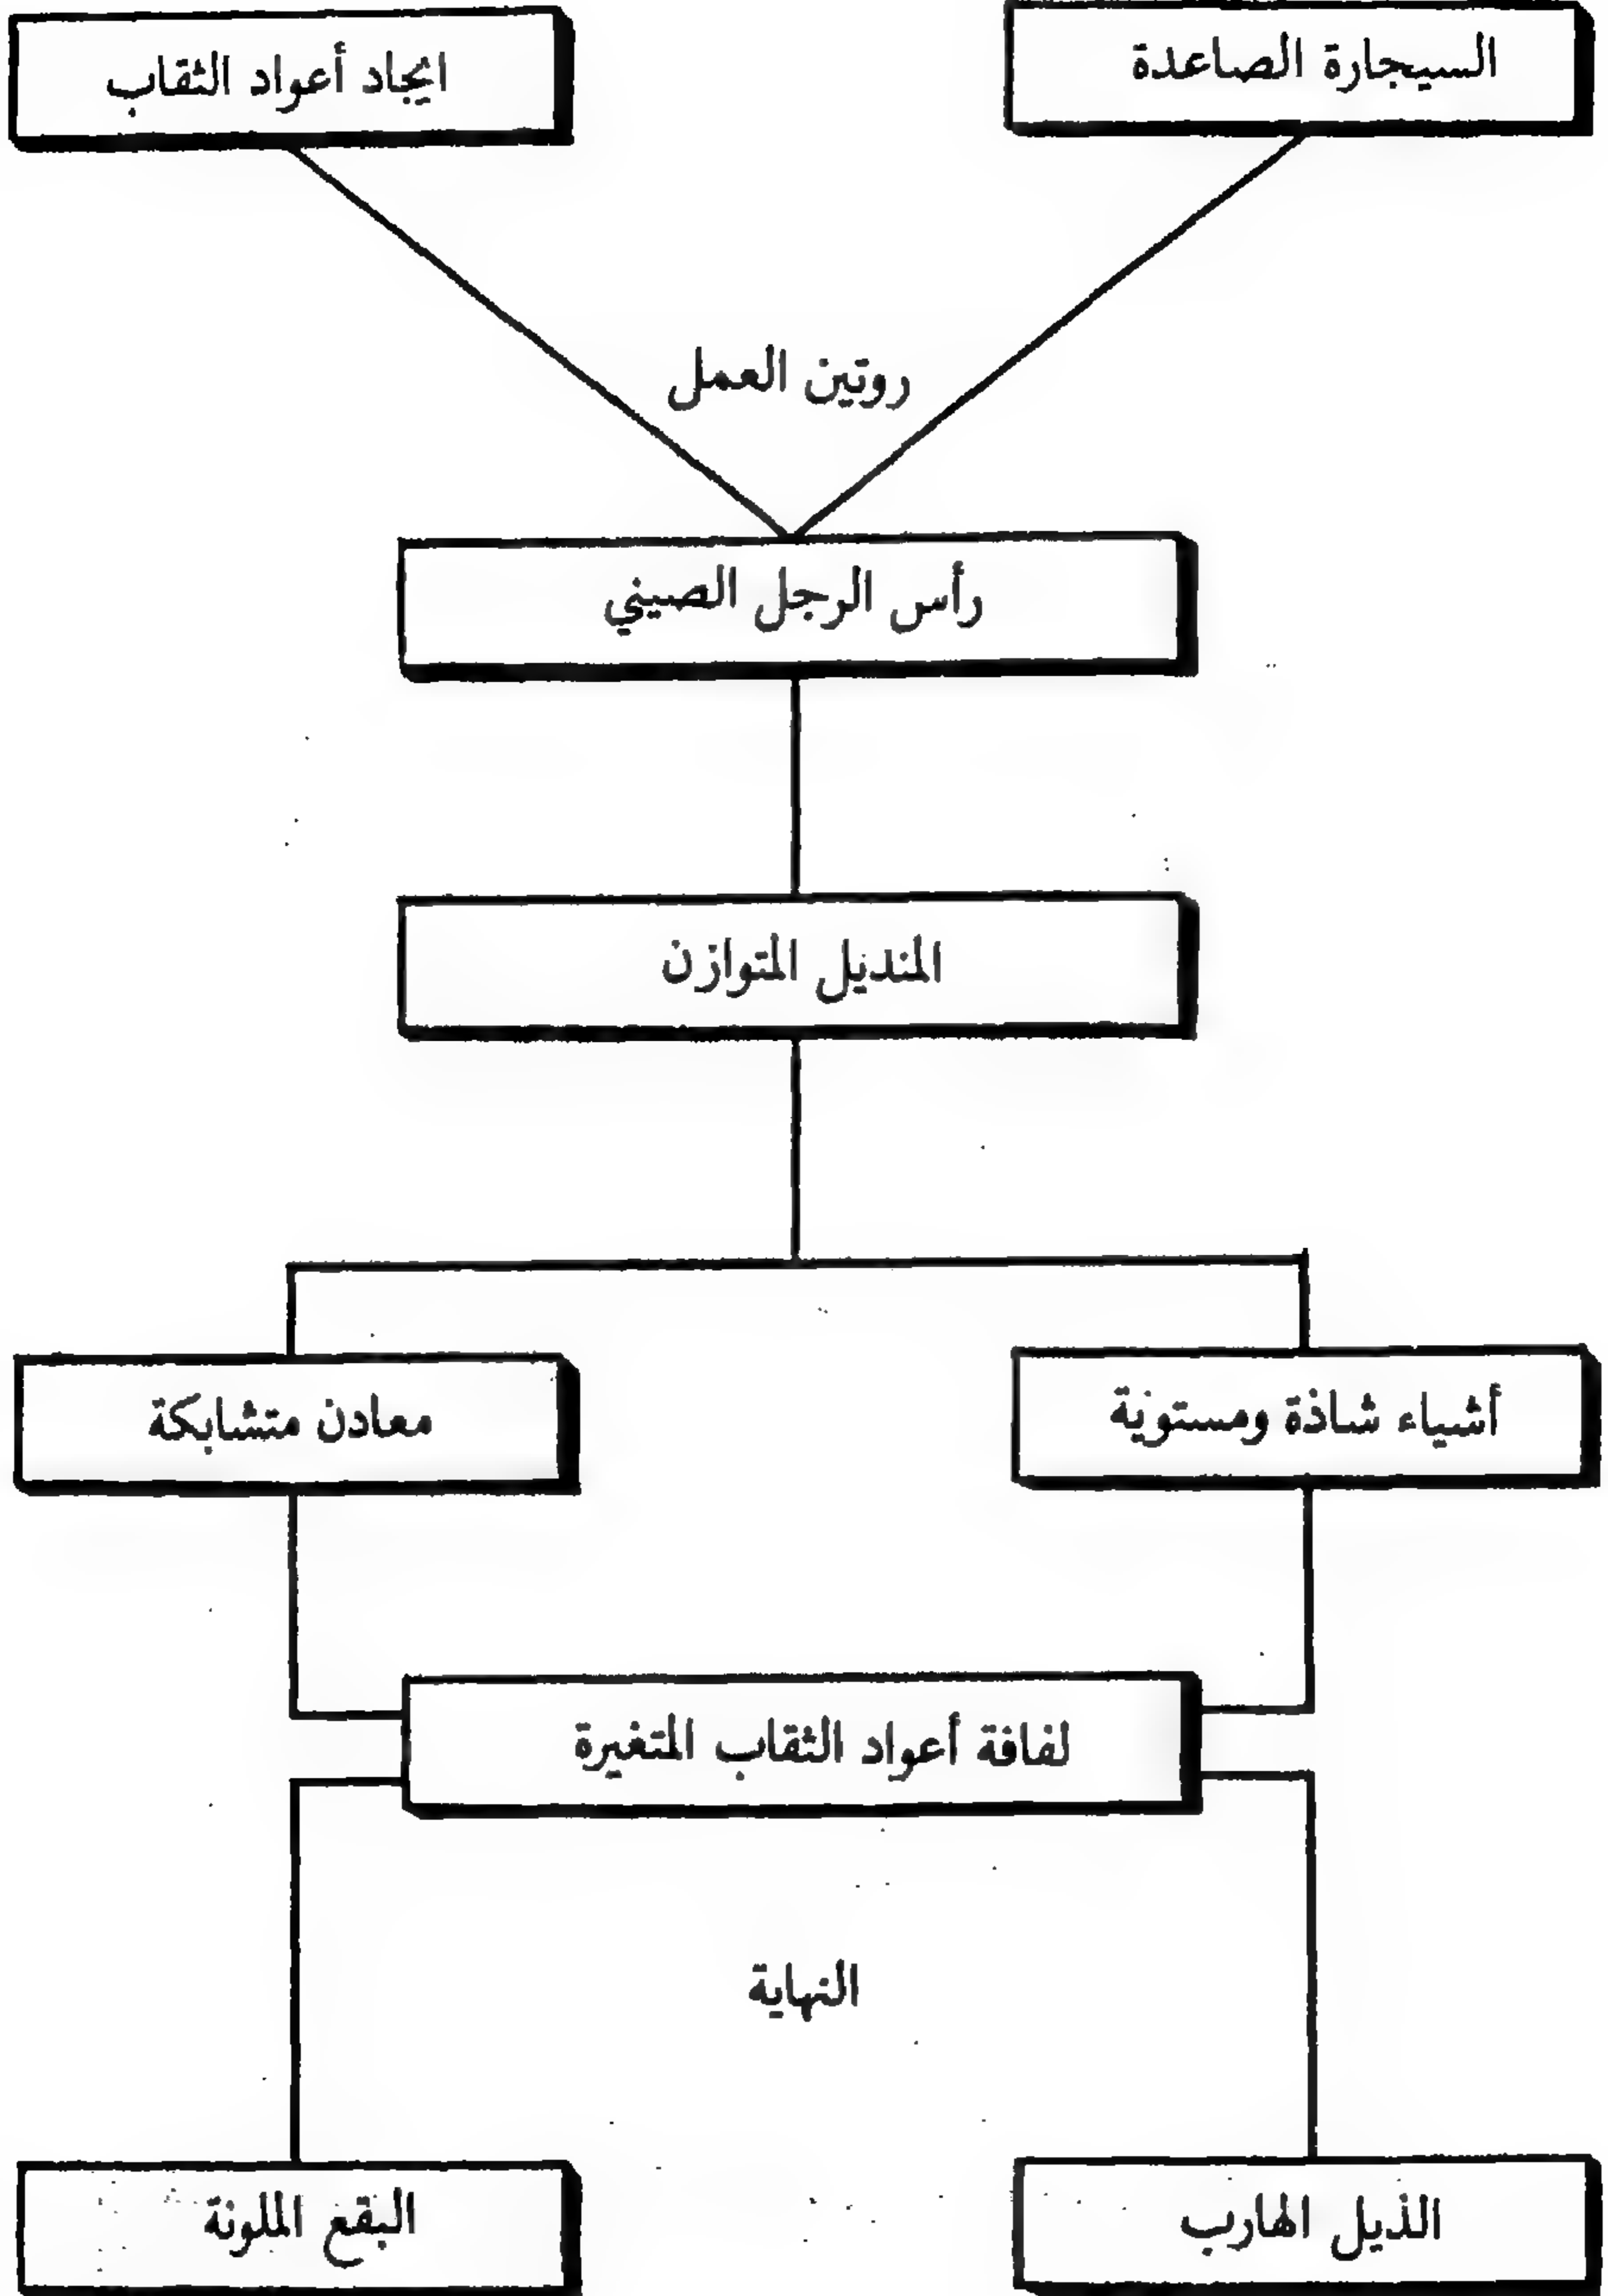 السيجارة الصاعدة
ايجاد أعواد الثقاب
روتين العمل
رأس الرجل الصيني
المنديل المتوازن
أشياء شاذة ومستوية
معادن متشابكة
لفافة أعواد الثقاب المتغيرة
النهاية
الذيل الهارب
البقع الملونة